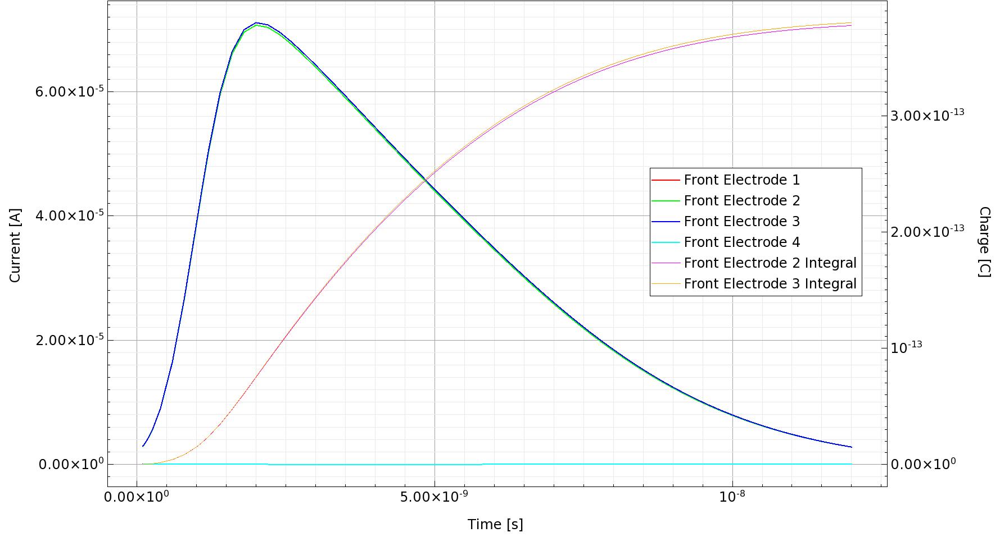 6.00×10⁻⁵
4.00×10⁻⁵
2.00×10⁻⁵
0.00×10⁰
Current [A]
3.00×10⁻¹³
2.00×10⁻¹³
10⁻¹³
0.00×10⁰
Charge [C]
Front Electrode 1
Front Electrode 2
Front Electrode 3
Front Electrode 4
Front Electrode 2 Integral
Front Electrode 3 Integral
0.00×10⁰ 5.00×10⁻⁹ 10⁻⁸
Time [s]